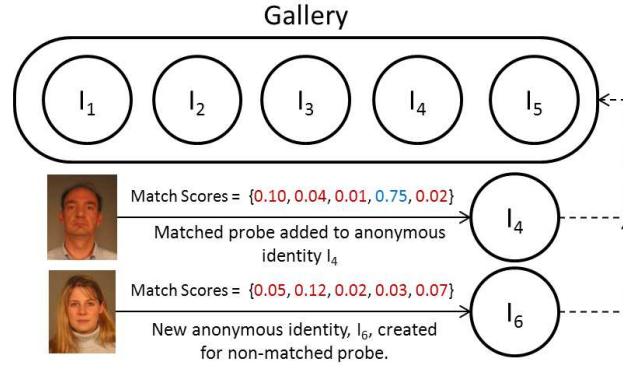 Gallery
I₁ I₂ I₃ I₄ I₅
Match Scores = {0.10, 0.04, 0.01, 0.75, 0.02}
Matched probe added to anonymous
identity I₄
I₄
Match Scores = {0.05, 0.12, 0.02, 0.03, 0.07}
New anonymous identity, I₆, created
for non-matched probe.
I₆